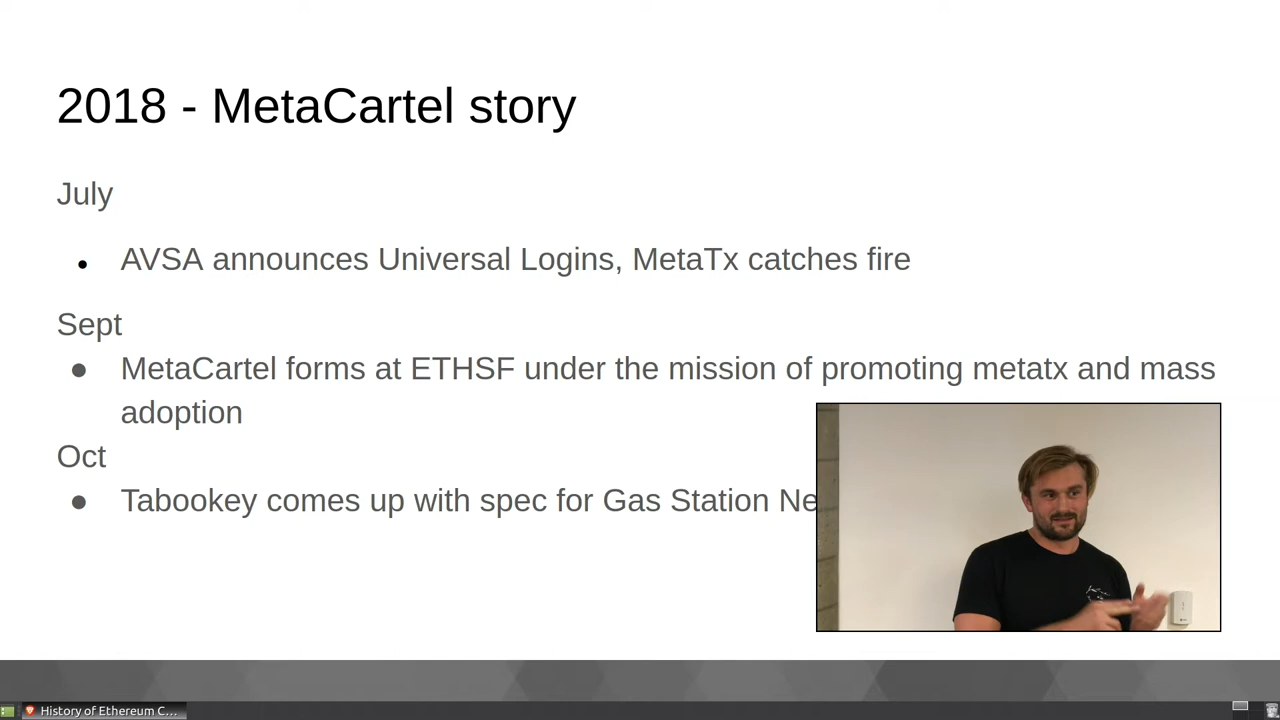 2018 - MetaCartel story
July
● AVSA announces Universal Logins, MetaTx catches fire
Sept
● MetaCartel forms at ETHSF under the mission of promoting metatx and mass
adoption
Oct
● Tabookey comes up with spec for Gas Station Ne
History of Ethereum C...